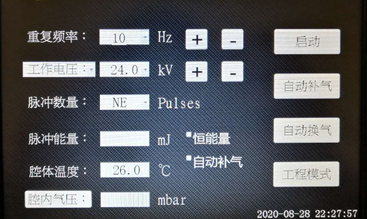 重复频率： 10 Hz + - 启动
工作电压： 24.0 kV + -
自动补气
脉冲数量： NE Pulses
脉冲能量： mJ 恒能量 自动换气
自动补气
腔体温度： 26.0 ℃ 工程模式
腔内气压： mbar
2020-08-28 22:27:57